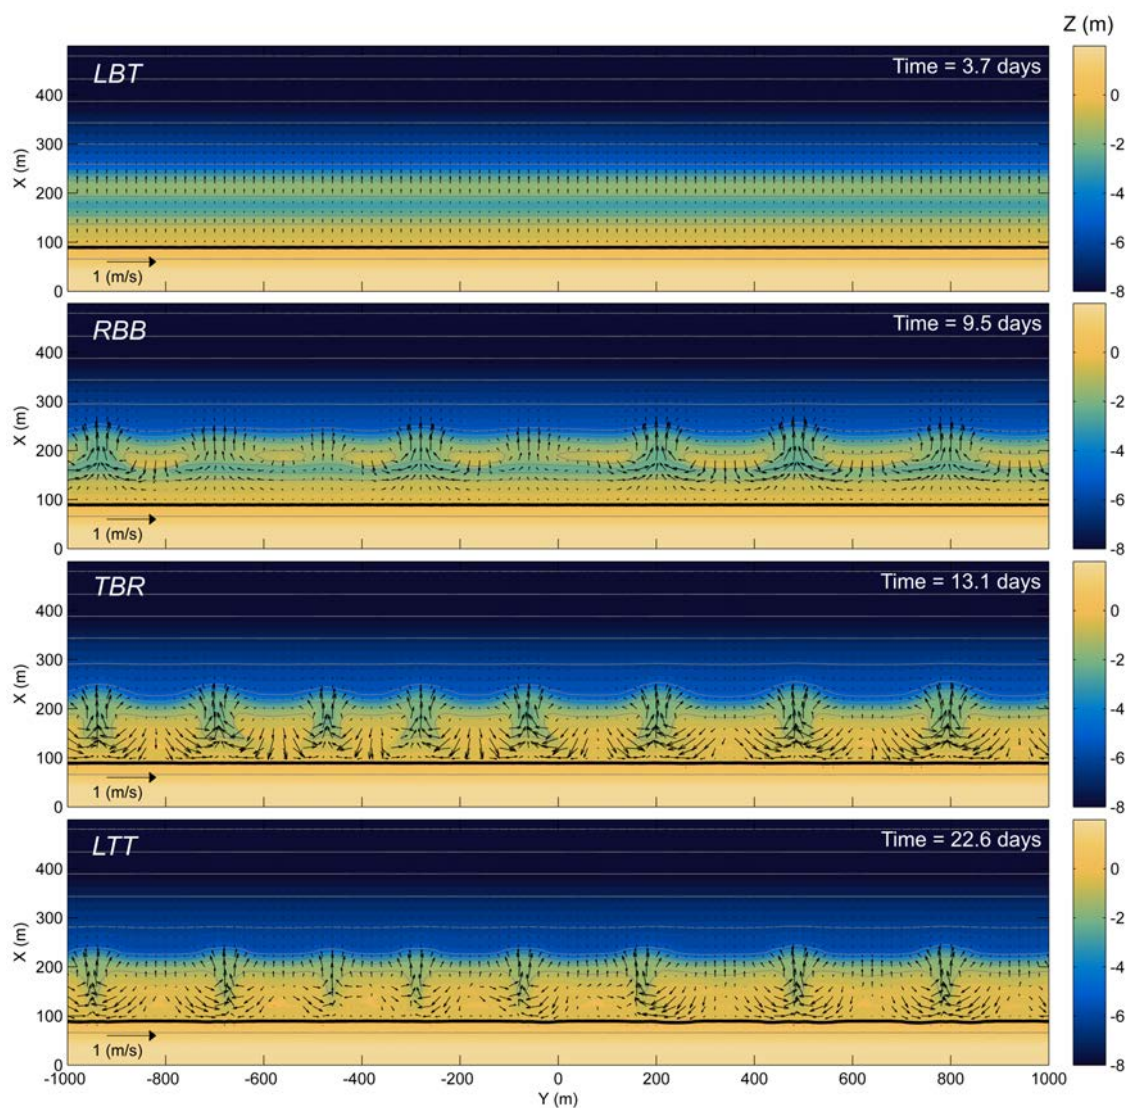 Z (m)
LBT
Time = 3.7 days
400
300
200
100
0
X (m)
1 (m/s)
0
-2
-4
-6
-8
RBB
Time = 9.5 days
400
300
200
100
0
X (m)
1 (m/s)
0
-2
-4
-6
-8
TBR
Time = 13.1 days
400
300
200
100
0
X (m)
1 (m/s)
0
-2
-4
-6
-8
LTT
Time = 22.6 days
400
300
200
100
0
X (m)
1 (m/s)
0
-2
-4
-6
-8
-1000 -800 -600 -400 -200 0 200 400 600 800 1000
Y (m)